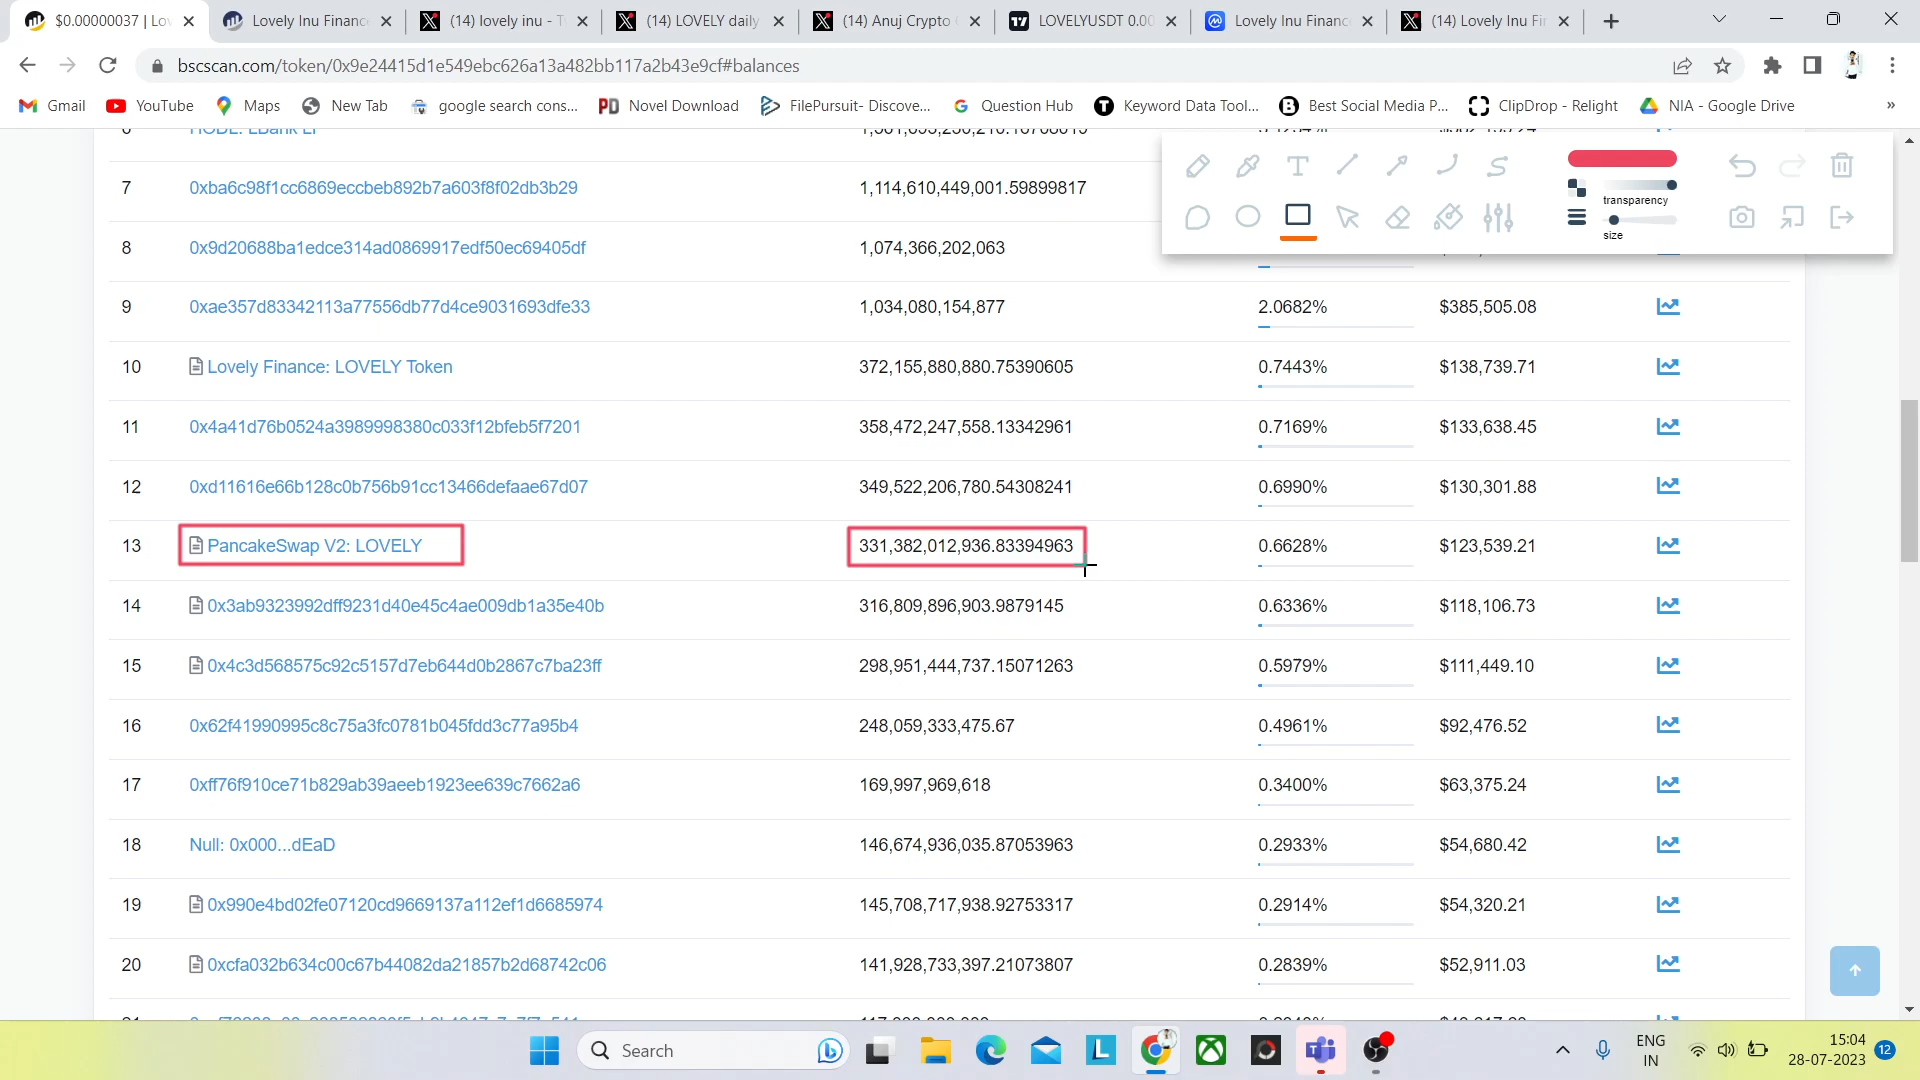 $0.00000037 | Lo
Lovely Inu Finance
(14) lovely inu - T
(14) LOVELY daily
(14) Anuj Crypto
LOVELYUSDT 0.00
Lovely Inu Finance
(14) Lovely Inu Fi
bscscan.com/token/0x9e24415d1e549ebc626a13a482bb117a2b43e9cf#balances
Gmail
YouTube
Maps
New Tab
google search cons...
Novel Download
FilePursuit- Discove...
Question Hub
Keyword Data Tool...
Best Social Media P...
ClipDrop - Relight
NIA - Google Drive
transparency
size
7 0xba6c98f1cc6869eccbeb892b7a603f8f02db3b29 1,114,610,449,001.59899817
8 0x9d20688ba1edce314ad0869917edf50ec69405df 1,074,366,202,063
9 0xae357d83342113a77556db77d4ce9031693dfe33 1,034,080,154,877 2.0682% $385,505.08
10 Lovely Finance: LOVELY Token 372,155,880,880.75390605 0.7443% $138,739.71
11 0x4a41d76b0524a3989998380c033f12bfeb5f7201 358,472,247,558.13342961 0.7169% $133,638.45
12 0xd11616e66b128c0b756b91cc13466defaae67d07 349,522,206,780.54308241 0.6990% $130,301.88
13 PancakeSwap V2: LOVELY 331,382,012,936.83394963 0.6628% $123,539.21
14 0x3ab9323992dff9231d40e45c4ae009db1a35e40b 316,809,896,903.9879145 0.6336% $118,106.73
15 0x4c3d568575c92c5157d7eb644d0b2867c7ba23ff 298,951,444,737.15071263 0.5979% $111,449.10
16 0x62f41990995c8c75a3fc0781b045fdd3c77a95b4 248,059,333,475.67 0.4961% $92,476.52
17 0xff76f910ce71b829ab39aeeb1923ee639c7662a6 169,997,969,618 0.3400% $63,375.24
18 Null: 0x000...dEaD 146,674,936,035.87053963 0.2933% $54,680.42
19 0x990e4bd02fe07120cd9669137a112ef1d6685974 145,708,717,938.92753317 0.2914% $54,320.21
20 0xcfa032b634c00c67b44082da21857b2d68742c06 141,928,733,397.21073807 0.2839% $52,911.03
Search
ENG
IN
15:04
28-07-2023
12